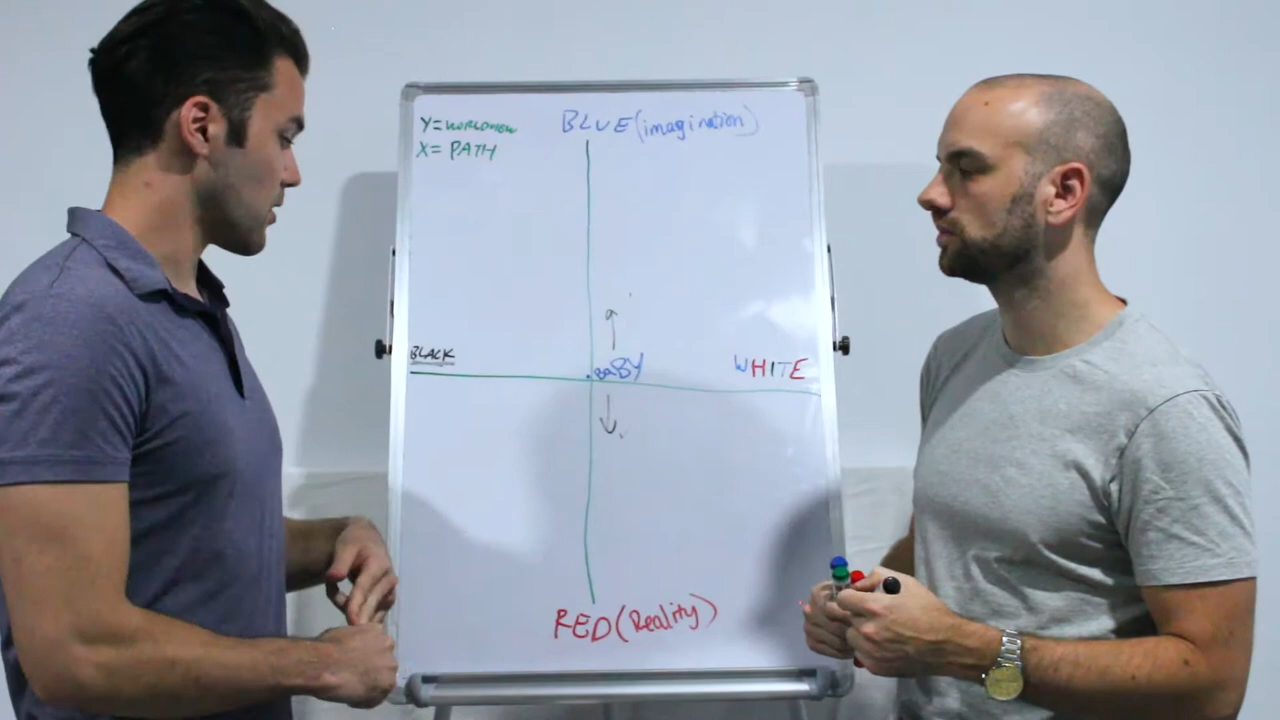 Y=WORLDVIEW
X= PATH
BLUE(imagination)
BLACK
BaBY
WHITE
RED(Reality)